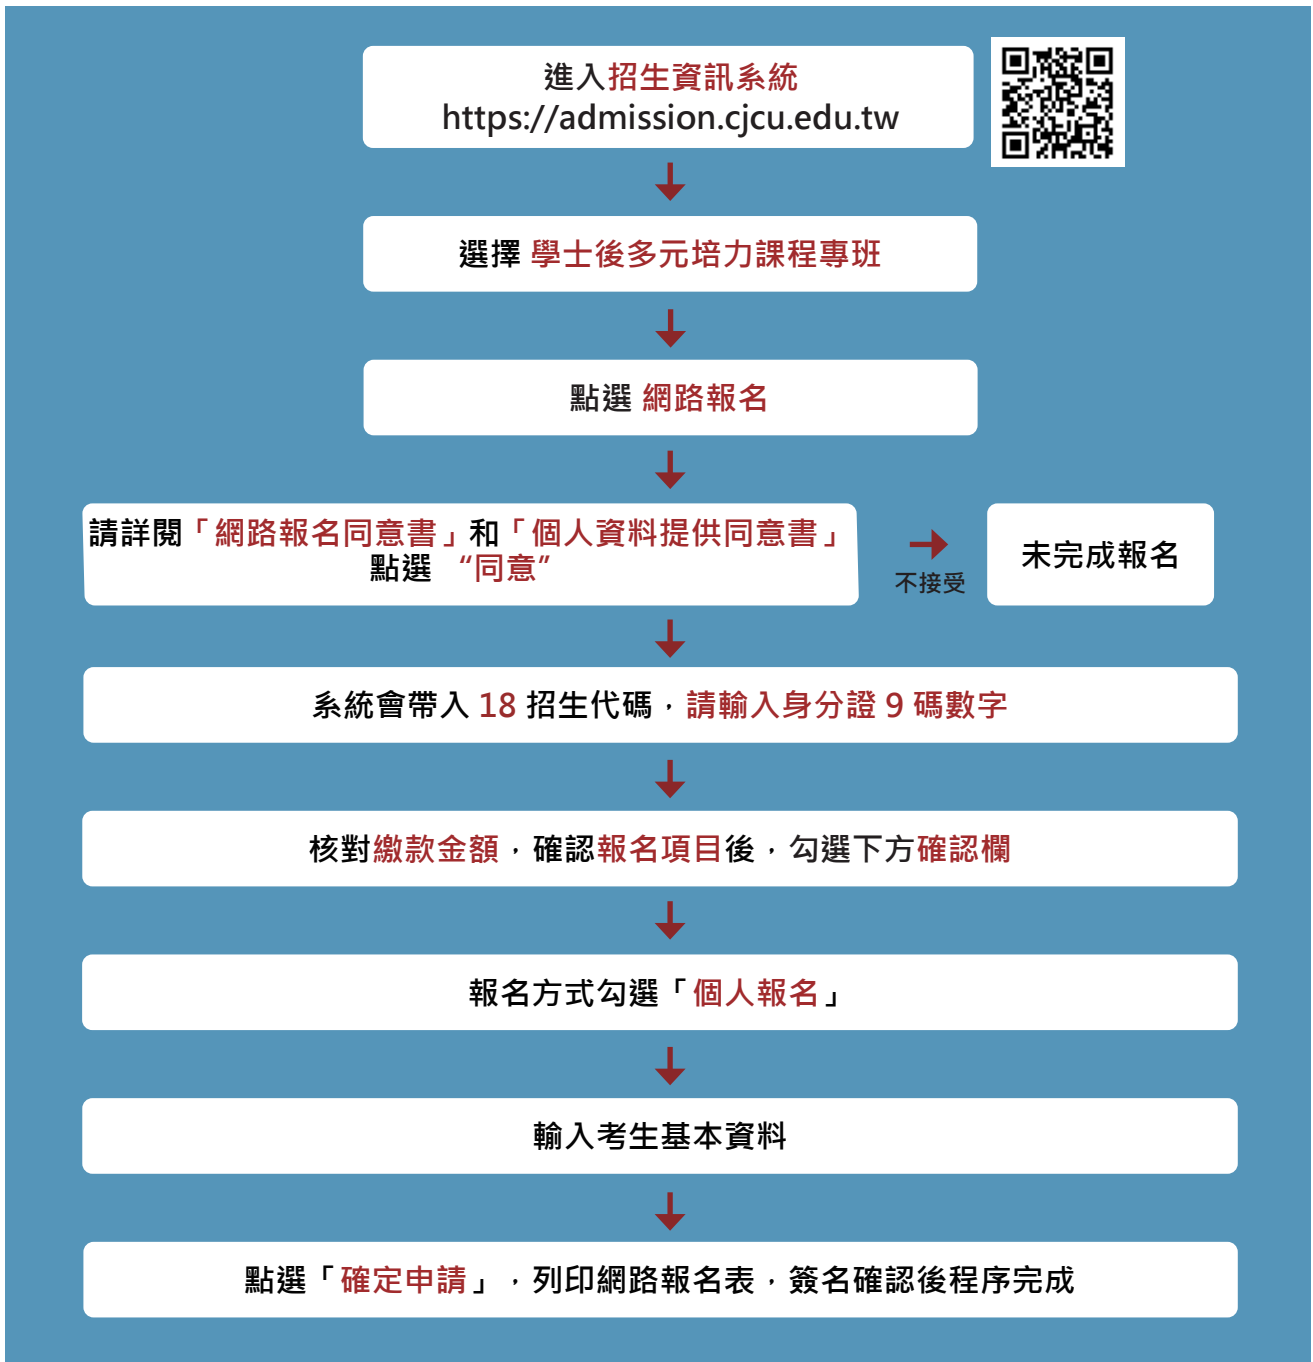 進入招生資訊系統
https://admission.cjcu.edu.tw
選擇 學士後多元培力課程專班
點選 網路報名
請詳閱「網路報名同意書」和「個人資料提供同意書」
點選 “同意”
不接受
未完成報名
系統會帶入 18 招生代碼，請輸入身分證 9 碼數字
核對繳款金額，確認報名項目後，勾選下方確認欄
報名方式勾選「個人報名」
輸入考生基本資料
點選「確定申請」，列印網路報名表，簽名確認後程序完成